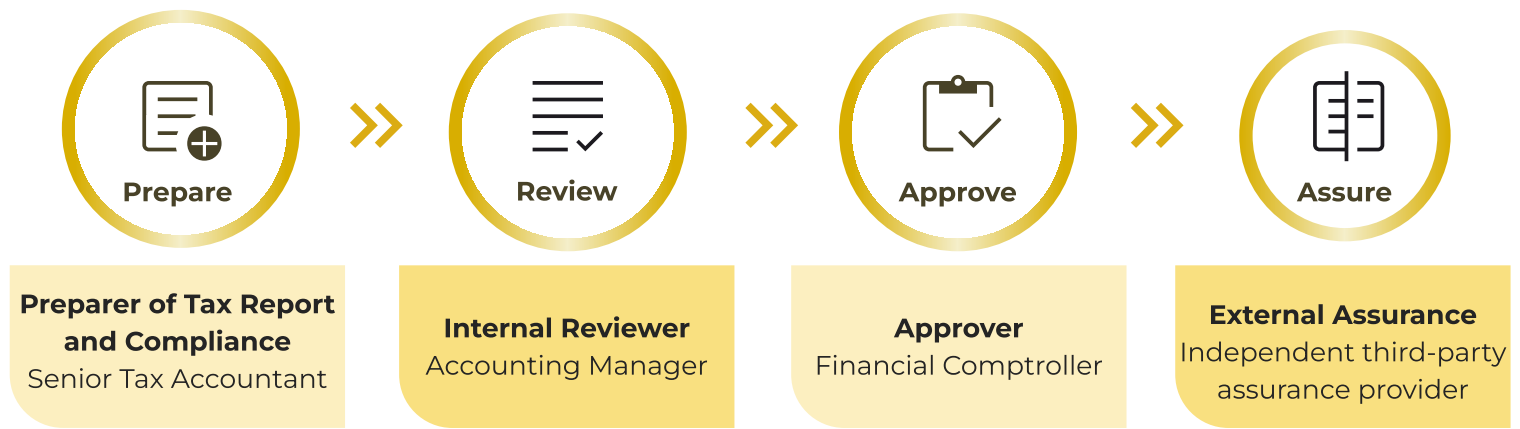 Prepare
Review
Approve
Assure
Preparer of Tax Report
and Compliance
Senior Tax Accountant
Internal Reviewer
Accounting Manager
Approver
Financial Comptroller
External Assurance
Independent third-party
assurance provider